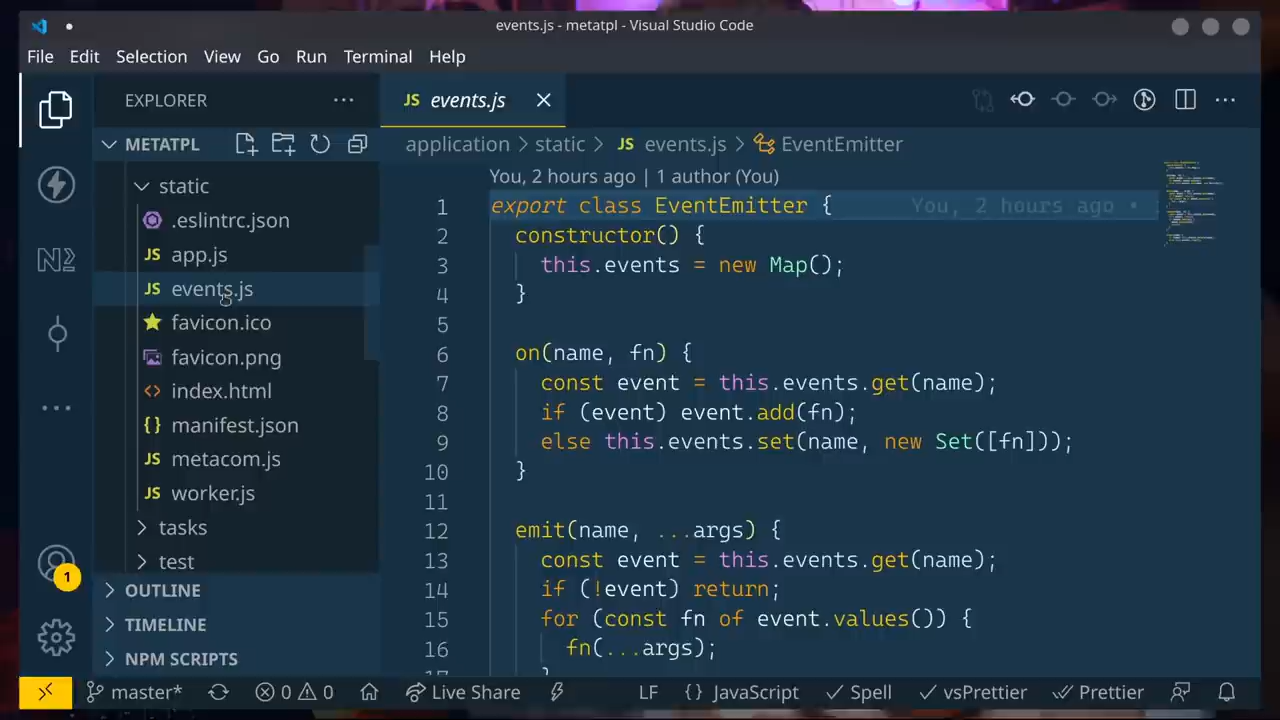 events.js - metatpl - Visual Studio Code
File Edit Selection View Go Run Terminal Help
EXPLORER
METATPL
static
.eslintrc.json
app.js
events.js
favicon.ico
favicon.png
index.html
manifest.json
metacom.js
worker.js
tasks
test
OUTLINE
TIMELINE
NPM SCRIPTS
JS events.js
application > static > JS events.js > EventEmitter
You, 2 hours ago | 1 author (You)
1 export class EventEmitter { You, 2 hours ago •
2 constructor() {
3 this.events = new Map();
4 }
5
6 on(name, fn) {
7 const event = this.events.get(name);
8 if (event) event.add(fn);
9 else this.events.set(name, new Set([fn]));
10 }
11
12 emit(name, ...args) {
13 const event = this.events.get(name);
14 if (!event) return;
15 for (const fn of event.values()) {
16 fn(...args);
1
master* 0 0 Live Share LF {} JavaScript Spell vsPrettier Prettier